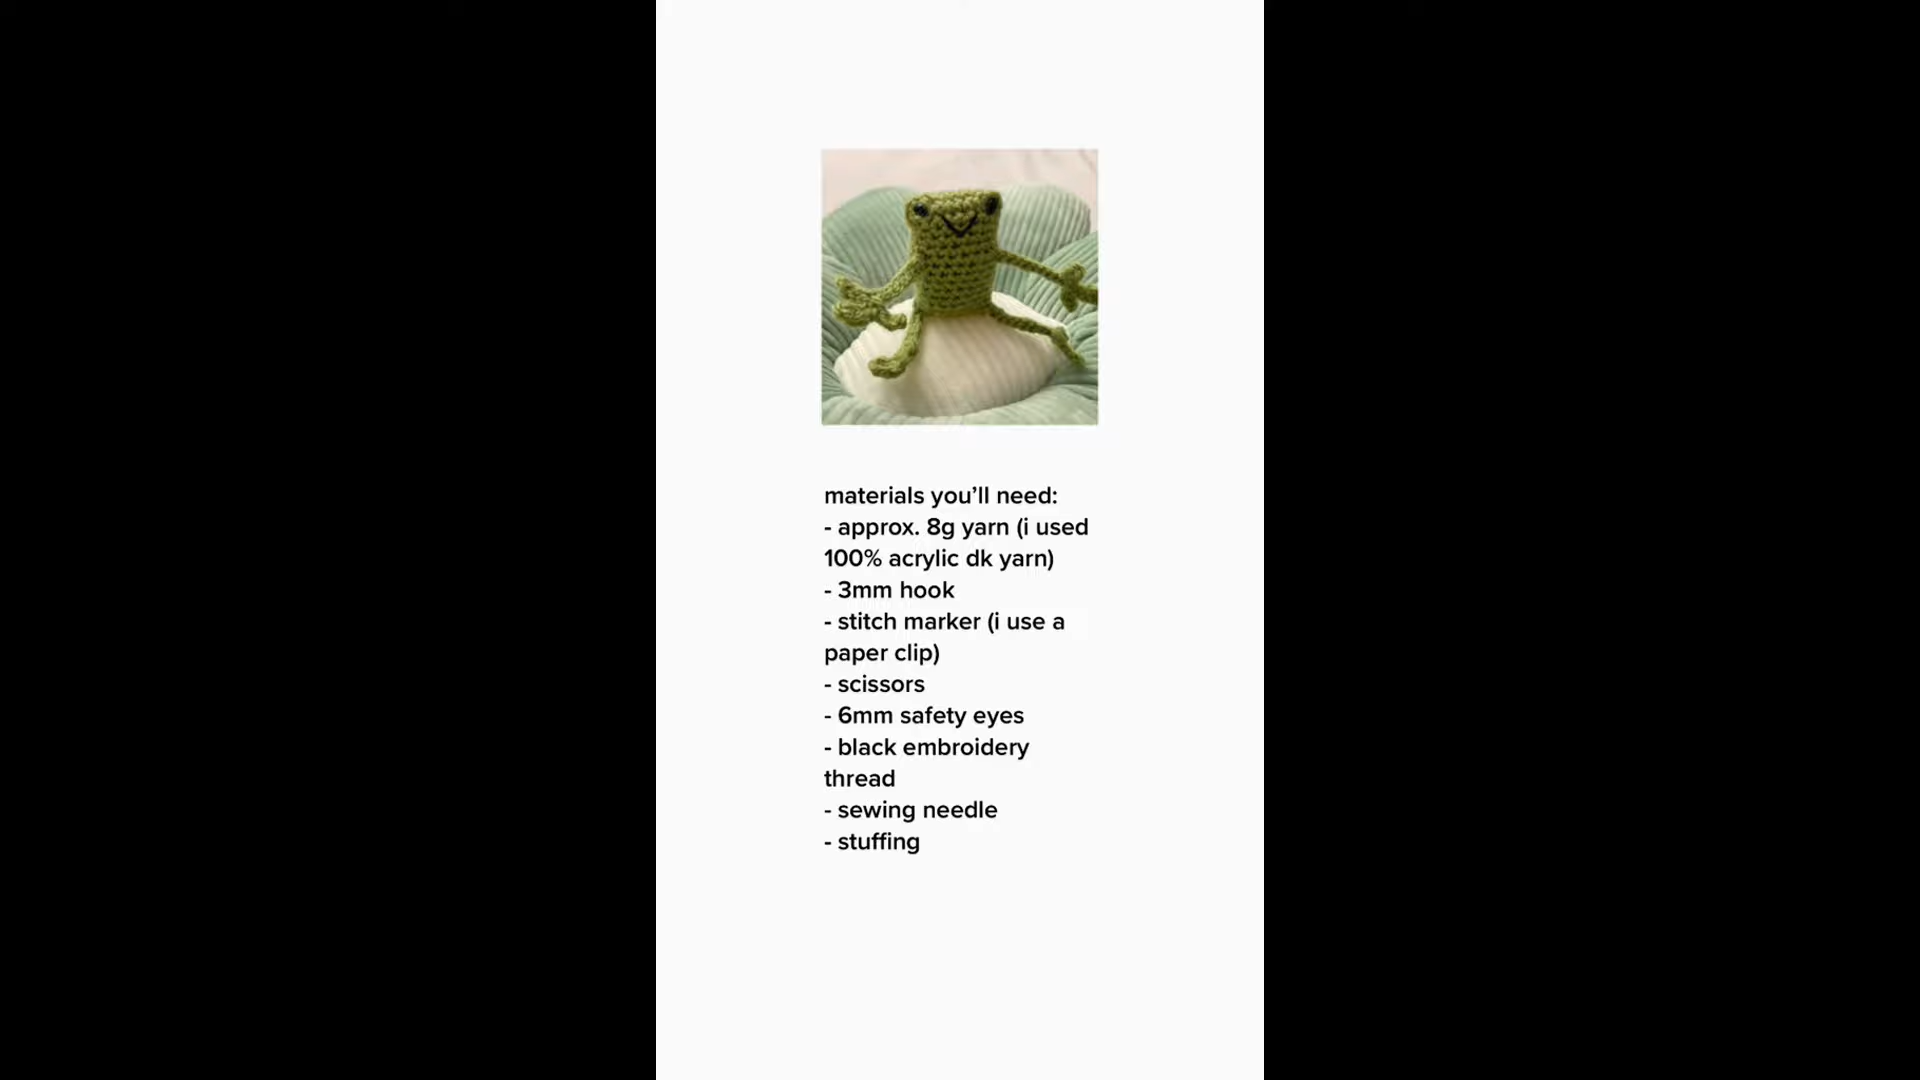 materials you’ll need:
- approx. 8g yarn (i used
100% acrylic dk yarn)
- 3mm hook
- stitch marker (i use a
paper clip)
- scissors
- 6mm safety eyes
- black embroidery
thread
- sewing needle
- stuffing